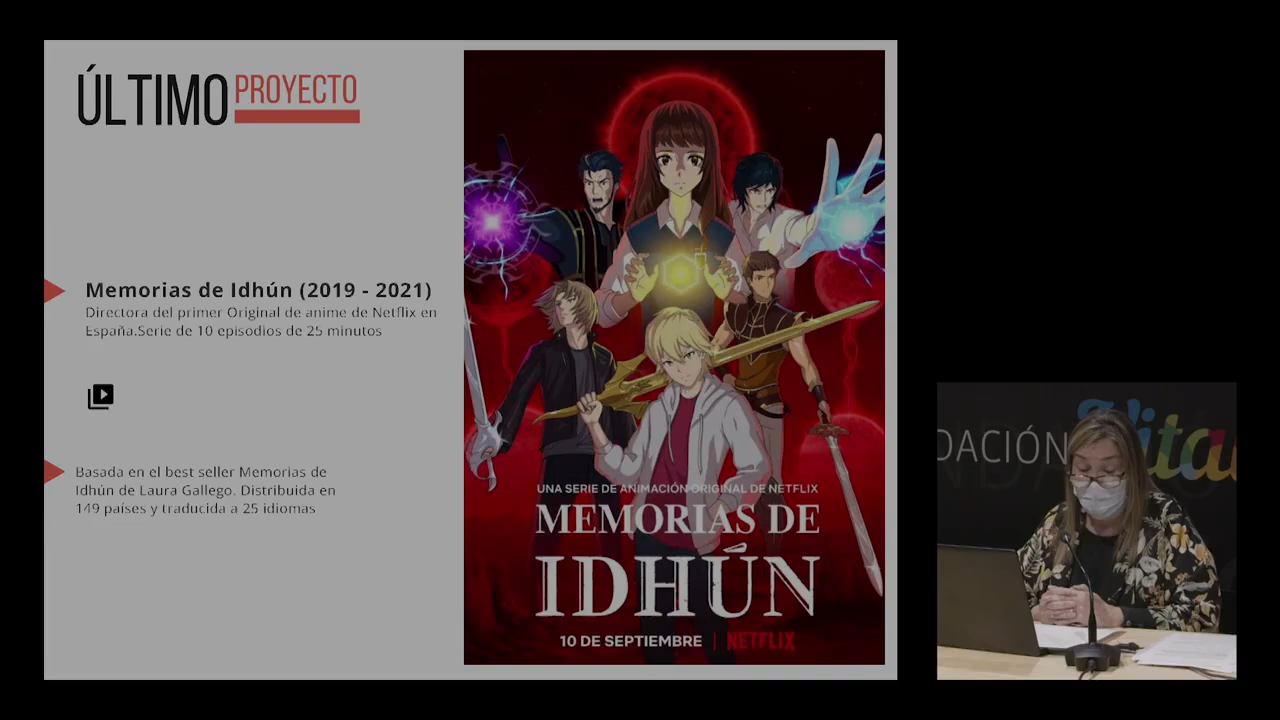 ÚLTIMO PROYECTO
Memorias de Idhún (2019 - 2021)
Directora del primer Original de anime de Netflix en
España.Serie de 10 episodios de 25 minutos
Basada en el best seller Memorias de
Idhún de Laura Gallego. Distribuida en
149 países y traducida a 25 idiomas
UNA SERIE DE ANIMACIÓN ORIGINAL DE NETFLIX
MEMORIAS DE
IDHÚN
10 DE SEPTIEMBRE | NETFLIX
DACIÓN Vital